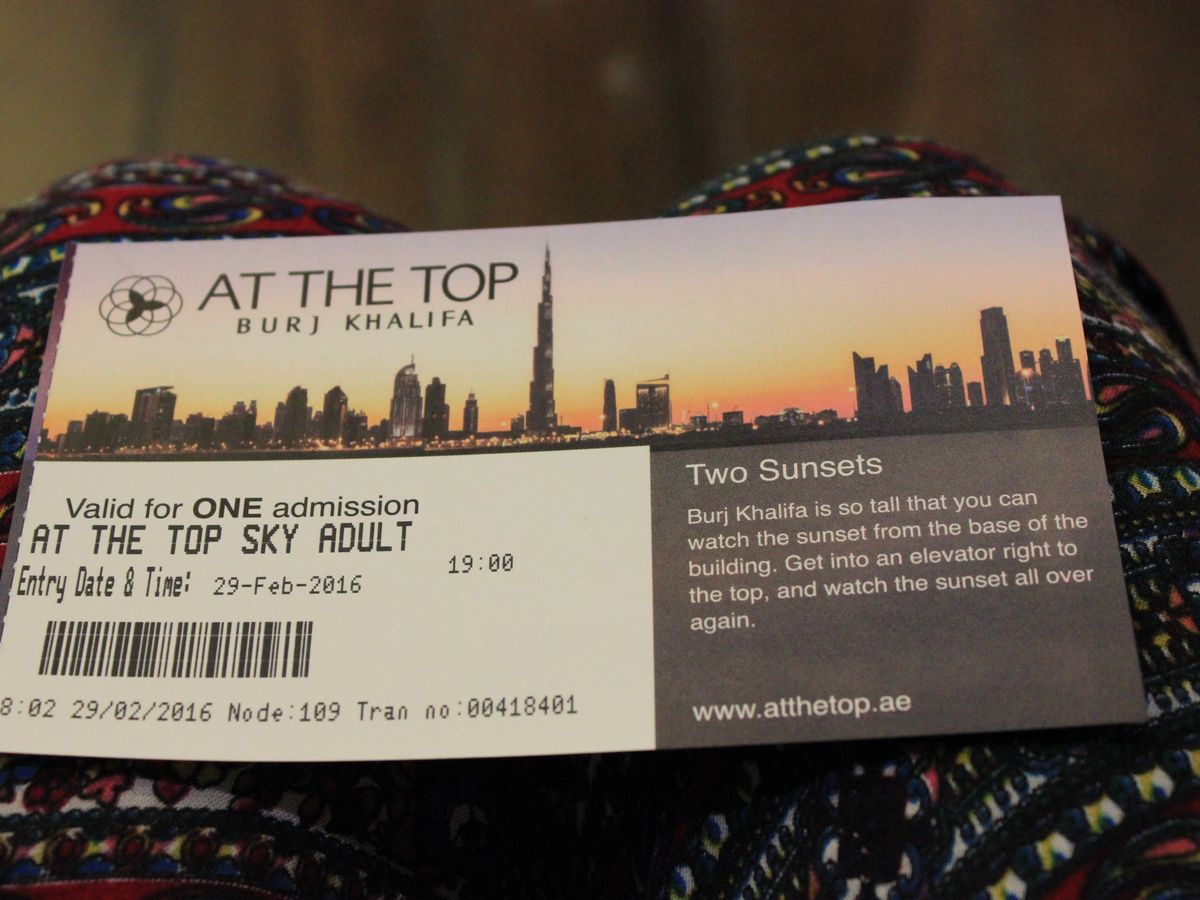 AT THE TOP
BURJ KHALIFA
Valid for ONE admission
AT THE TOP SKY ADULT
19:00
Entry Date & Time: 29-Feb-2016
8:02 29/02/2016 Node:109 Tran no:00418401
Two Sunsets
Burj Khalifa is so tall that you can
watch the sunset from the base of the
building. Get into an elevator right to
the top, and watch the sunset all over
again.
www.atthetop.ae